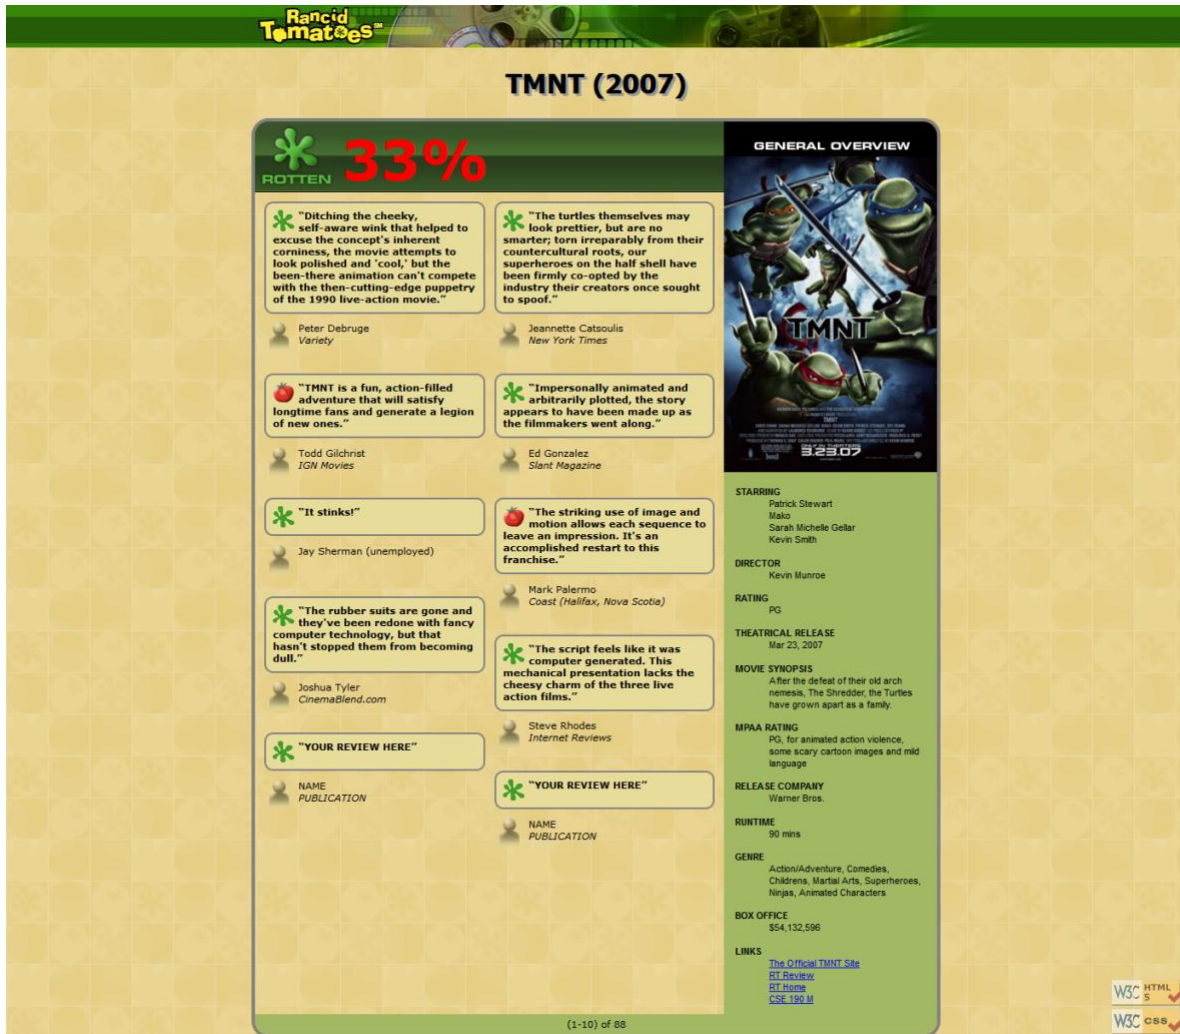 Rancid
Tomatoes SM
TMNT (2007)
ROTTEN
33%
“Ditching the cheeky,
self-aware wink that helped to
excuse the concept's inherent
corniness, the movie attempts to
look polished and 'cool,' but the
been-there animation can't compete
with the then-cutting-edge puppetry
of the 1990 live-action movie.”
Peter Debruge
Variety
“TMNT is a fun, action-filled
adventure that will satisfy
longtime fans and generate a legion
of new ones.”
Todd Gilchrist
IGN Movies
“It stinks!”
Jay Sherman (unemployed)
“The rubber suits are gone and
they've been redone with fancy
computer technology, but that
hasn't stopped them from becoming
dull.”
Joshua Tyler
CinemaBlend.com
“YOUR REVIEW HERE”
NAME
PUBLICATION
“The turtles themselves may
look prettier, but are no
smarter; torn irreparably from their
countercultural roots, our
superheroes on the half shell have
been firmly co-opted by the
industry their creators once sought
to spoof.”
Jeannette Catsoulis
New York Times
“Impersonally animated and
arbitrarily plotted, the story
appears to have been made up as
the filmmakers went along.”
Ed Gonzalez
Slant Magazine
“The striking use of image and
motion allows each sequence to
leave an impression. It's an
accomplished restart to this
franchise.”
Mark Palermo
Coast (Halifax, Nova Scotia)
“The script feels like it was
computer generated. This
mechanical presentation lacks the
cheesy charm of the three live
action films.”
Steve Rhodes
Internet Reviews
“YOUR REVIEW HERE”
NAME
PUBLICATION
GENERAL OVERVIEW
TMNT
TMNT
ONLY IN THEATERS
3.23.07
STARRING
Patrick Stewart
Mako
Sarah Michelle Gellar
Kevin Smith
DIRECTOR
Kevin Munroe
RATING
PG
THEATRICAL RELEASE
Mar 23, 2007
MOVIE SYNOPSIS
After the defeat of their old arch
nemesis, The Shredder, the Turtles
have grown apart as a family.
MPAA RATING
PG, for animated action violence,
some scary cartoon images and mild
language
RELEASE COMPANY
Warner Bros.
RUNTIME
90 mins
GENRE
Action/Adventure, Comedies,
Childrens, Martial Arts, Superheroes,
Ninjas, Animated Characters
BOX OFFICE
$54,132,596
LINKS
The Official TMNT Site
RT Review
RT Home
CSE 190 M
(1-10) of 88
W3C HTML 5
W3C CSS